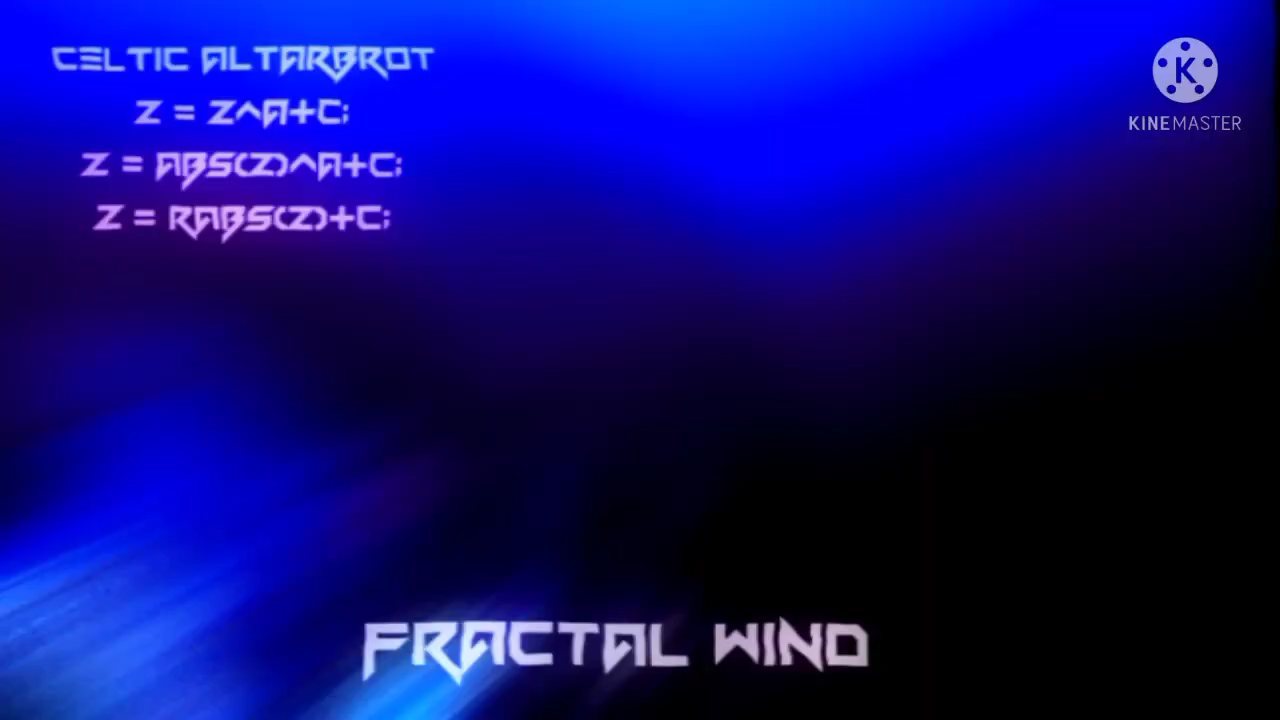 CELTIC ALTARBROT
Z = Z^A+C;
Z = ABS(Z)^A+C;
Z = RABS(Z)+C;
K
KINEMASTER
FRACTAL WIND